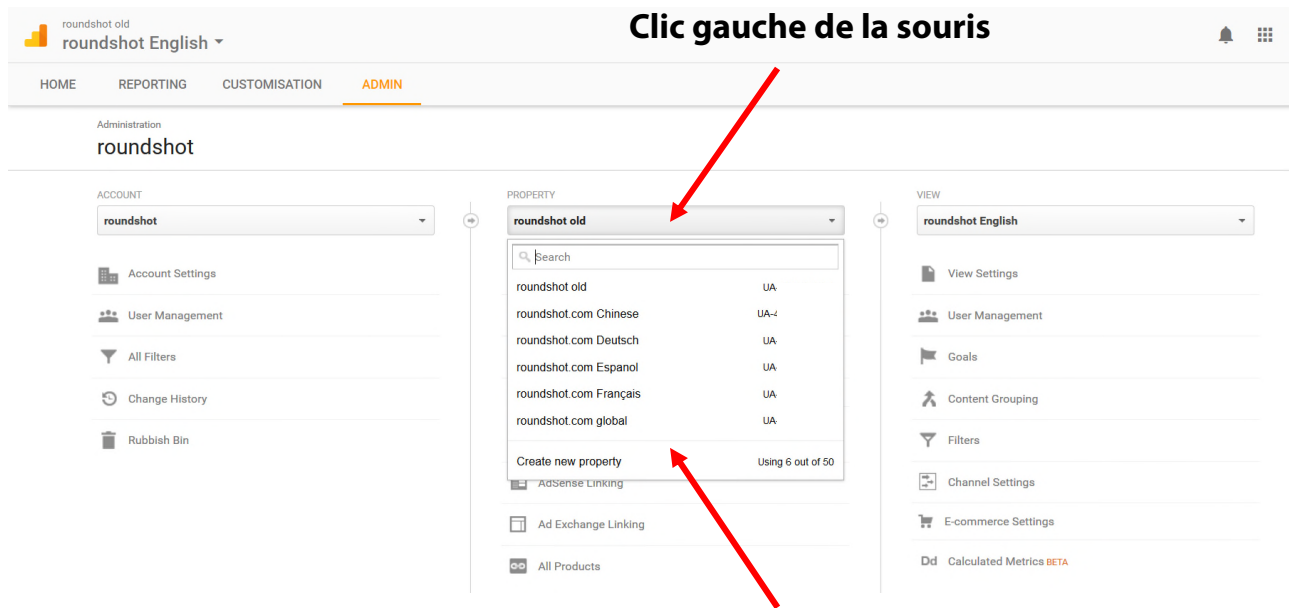 Clic gauche de la souris
roundshot old
roundshot English
HOME REPORTING CUSTOMISATION ADMIN
Administration
roundshot
ACCOUNT
roundshot
Account Settings
User Management
All Filters
Change History
Rubbish Bin
PROPERTY
roundshot old
Search
roundshot old UA-
roundshot.com Chinese UA-4
roundshot.com Deutsch UA-
roundshot.com Espanol UA-
roundshot.com Français UA-
roundshot.com global UA-
Create new property Using 6 out of 50
AdSense Linking
Ad Exchange Linking
All Products
VIEW
roundshot English
View Settings
User Management
Goals
Content Grouping
Filters
Channel Settings
E-commerce Settings
Dd Calculated Metrics BETA